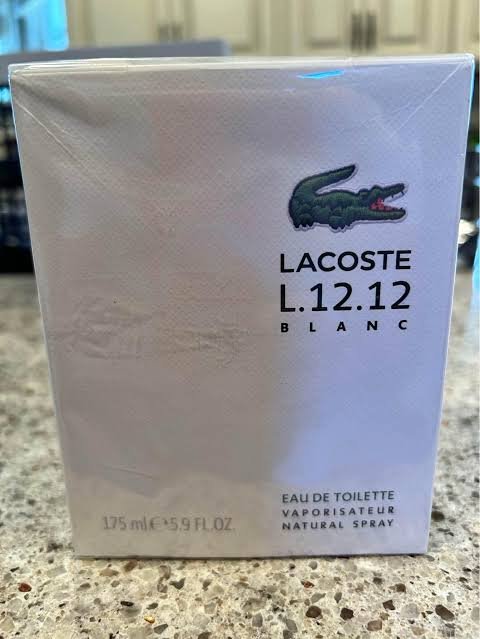 LACOSTE
L.12.12
BLANC
EAU DE TOILETTE
VAPORISATEUR
NATURAL SPRAY
175 ml ℮ 5.9 FL.OZ.